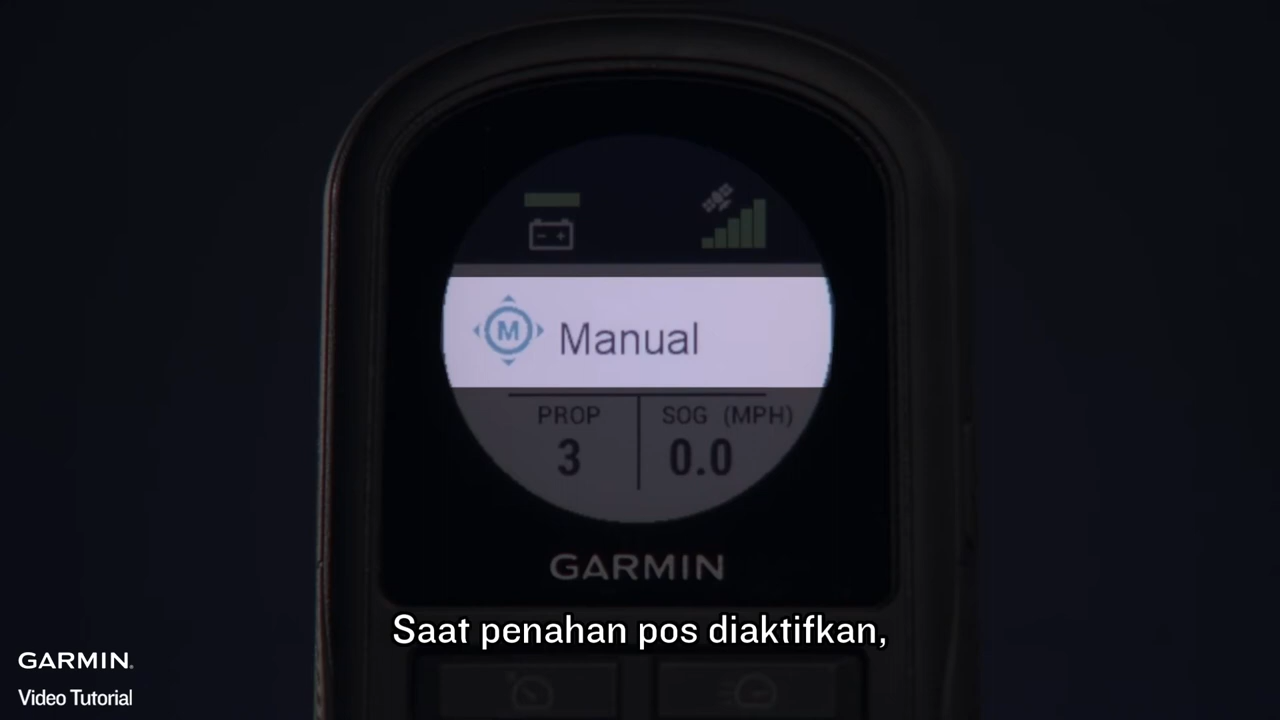 M Manual
PROP SOG (MPH)
3 0.0
GARMIN
Saat penahan pos diaktifkan,
GARMIN.
Video Tutorial